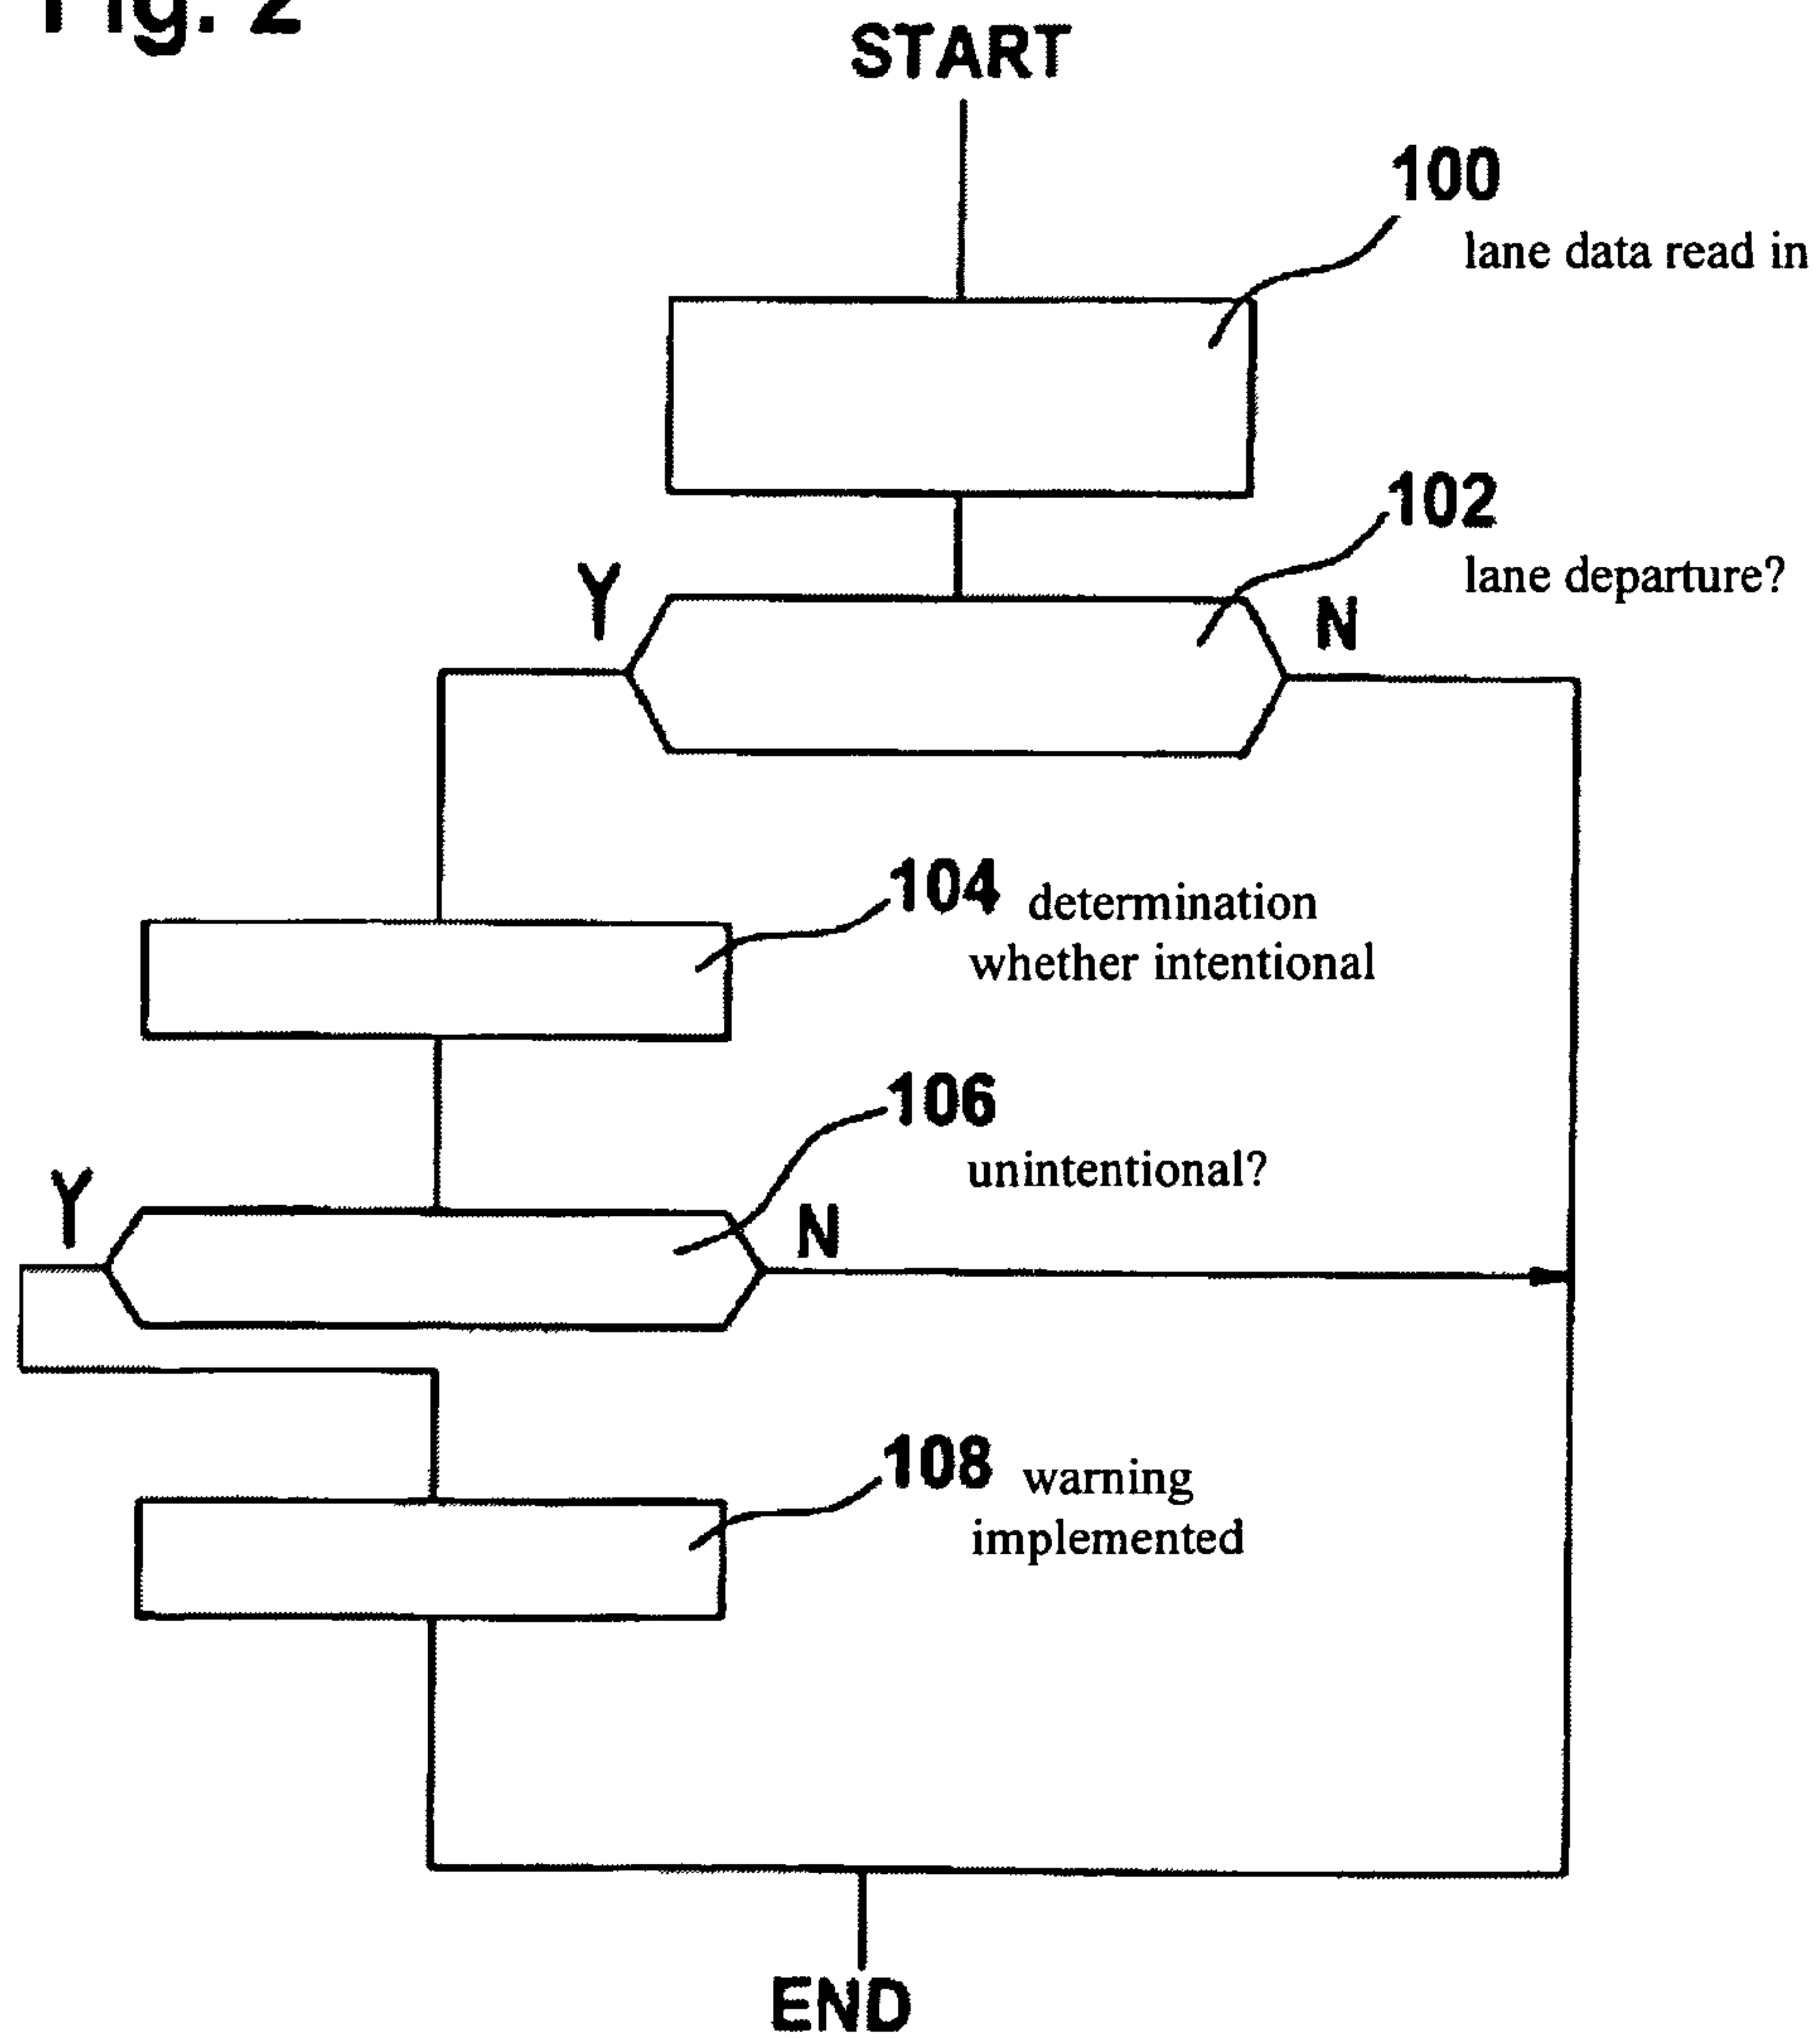 Fig. 2
START
100
lane data read in
102
lane departure?
Y
N
104 determination
whether intentional
106
unintentional?
Y
N
108 warning
implemented
END